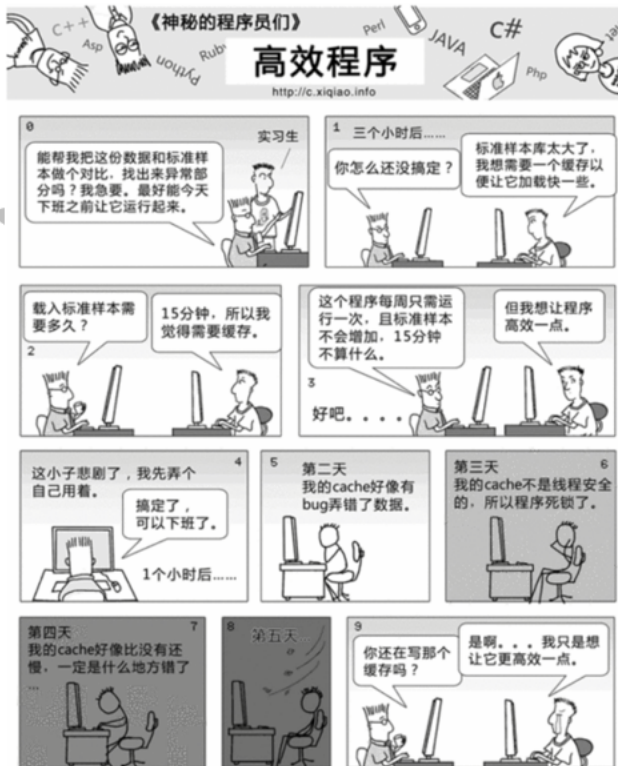 《神秘的程序员们》
C++
Asp
Python
Ruby
Perl
JAVA
C#
Php
高效程序
http://c.xiqiao.info
0
实习生
能帮我把这份数据和标准样
本做个对比，找出来异常部
分吗？我急要。最好能今天
下班之前让它运行起来。
1
三个小时后……
你怎么还没搞定？
标准样本库太大了，
我想需要一个缓存以
便让它加载快一些。
载入标准样本需
要多久？
2
15分钟，所以我
觉得需要缓存。
这个程序每周只需运
行一次，且标准样本
不会增加，15分钟
不算什么。
3
好吧。。。。
但我想让程序
高效一点。
4
这小子悲剧了，我先弄个
自己用着。
搞定了，
可以下班了。
1个小时后……
5
第二天
我的cache好像有
bug弄错了数据。
6
第三天
我的cache不是线程安全
的，所以程序死锁了。
7
第四天
我的cache好像比没有还
慢，一定是什么地方错了
…
8
第五天…
9
你还在写那个
缓存吗？
是啊。。。我只是想
让它更高效一点。